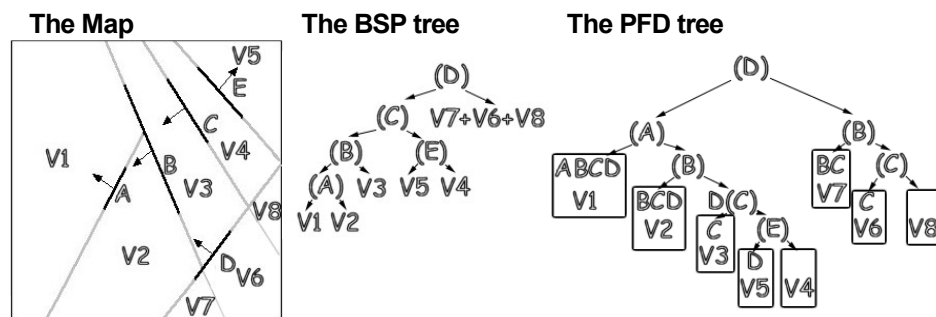 The Map
The BSP tree
The PFD tree
V5
E
C
V4
V1
B
A
V3
V8
V2
D
V6
V7
(D)
(C)
V7+V6+V8
(B)
(E)
(A)
V3
V5
V4
V1
V2
(D)
(A)
(B)
ABCD
V1
(B)
BC
V7
(C)
BCD
V2
D(C)
C
V6
V8
C
V3
(E)
D
V5
V4